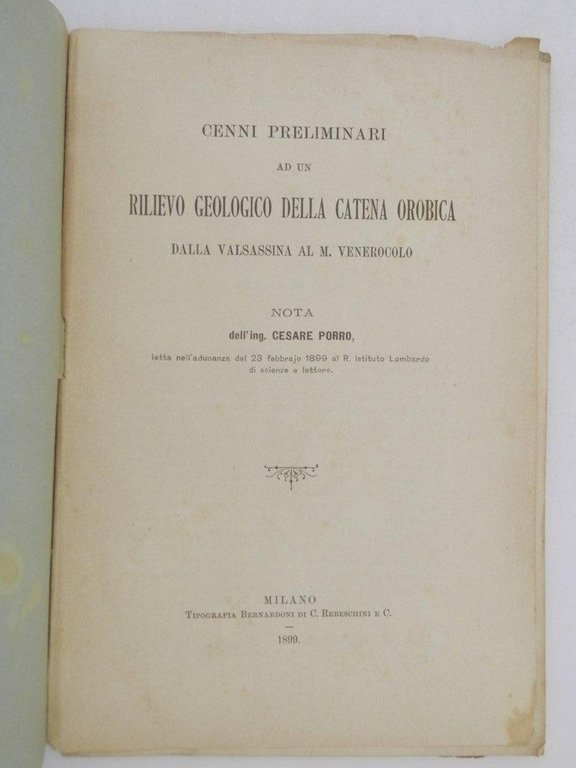 CENNI PRELIMINARI
AD UN
RILIEVO GEOLOGICO DELLA CATENA OROBICA
DALLA VALSASSINA AL M. VENEROCOLO
NOTA
dell'ing. CESARE PORRO,
letta nell'adunanza del 23 febbrajo 1899 al R. Istituto Lombardo
di scienze e lettere.
MILANO
TIPOGRAFIA BERNARDONI DI C. REBESCHINI E C.
—
1899.